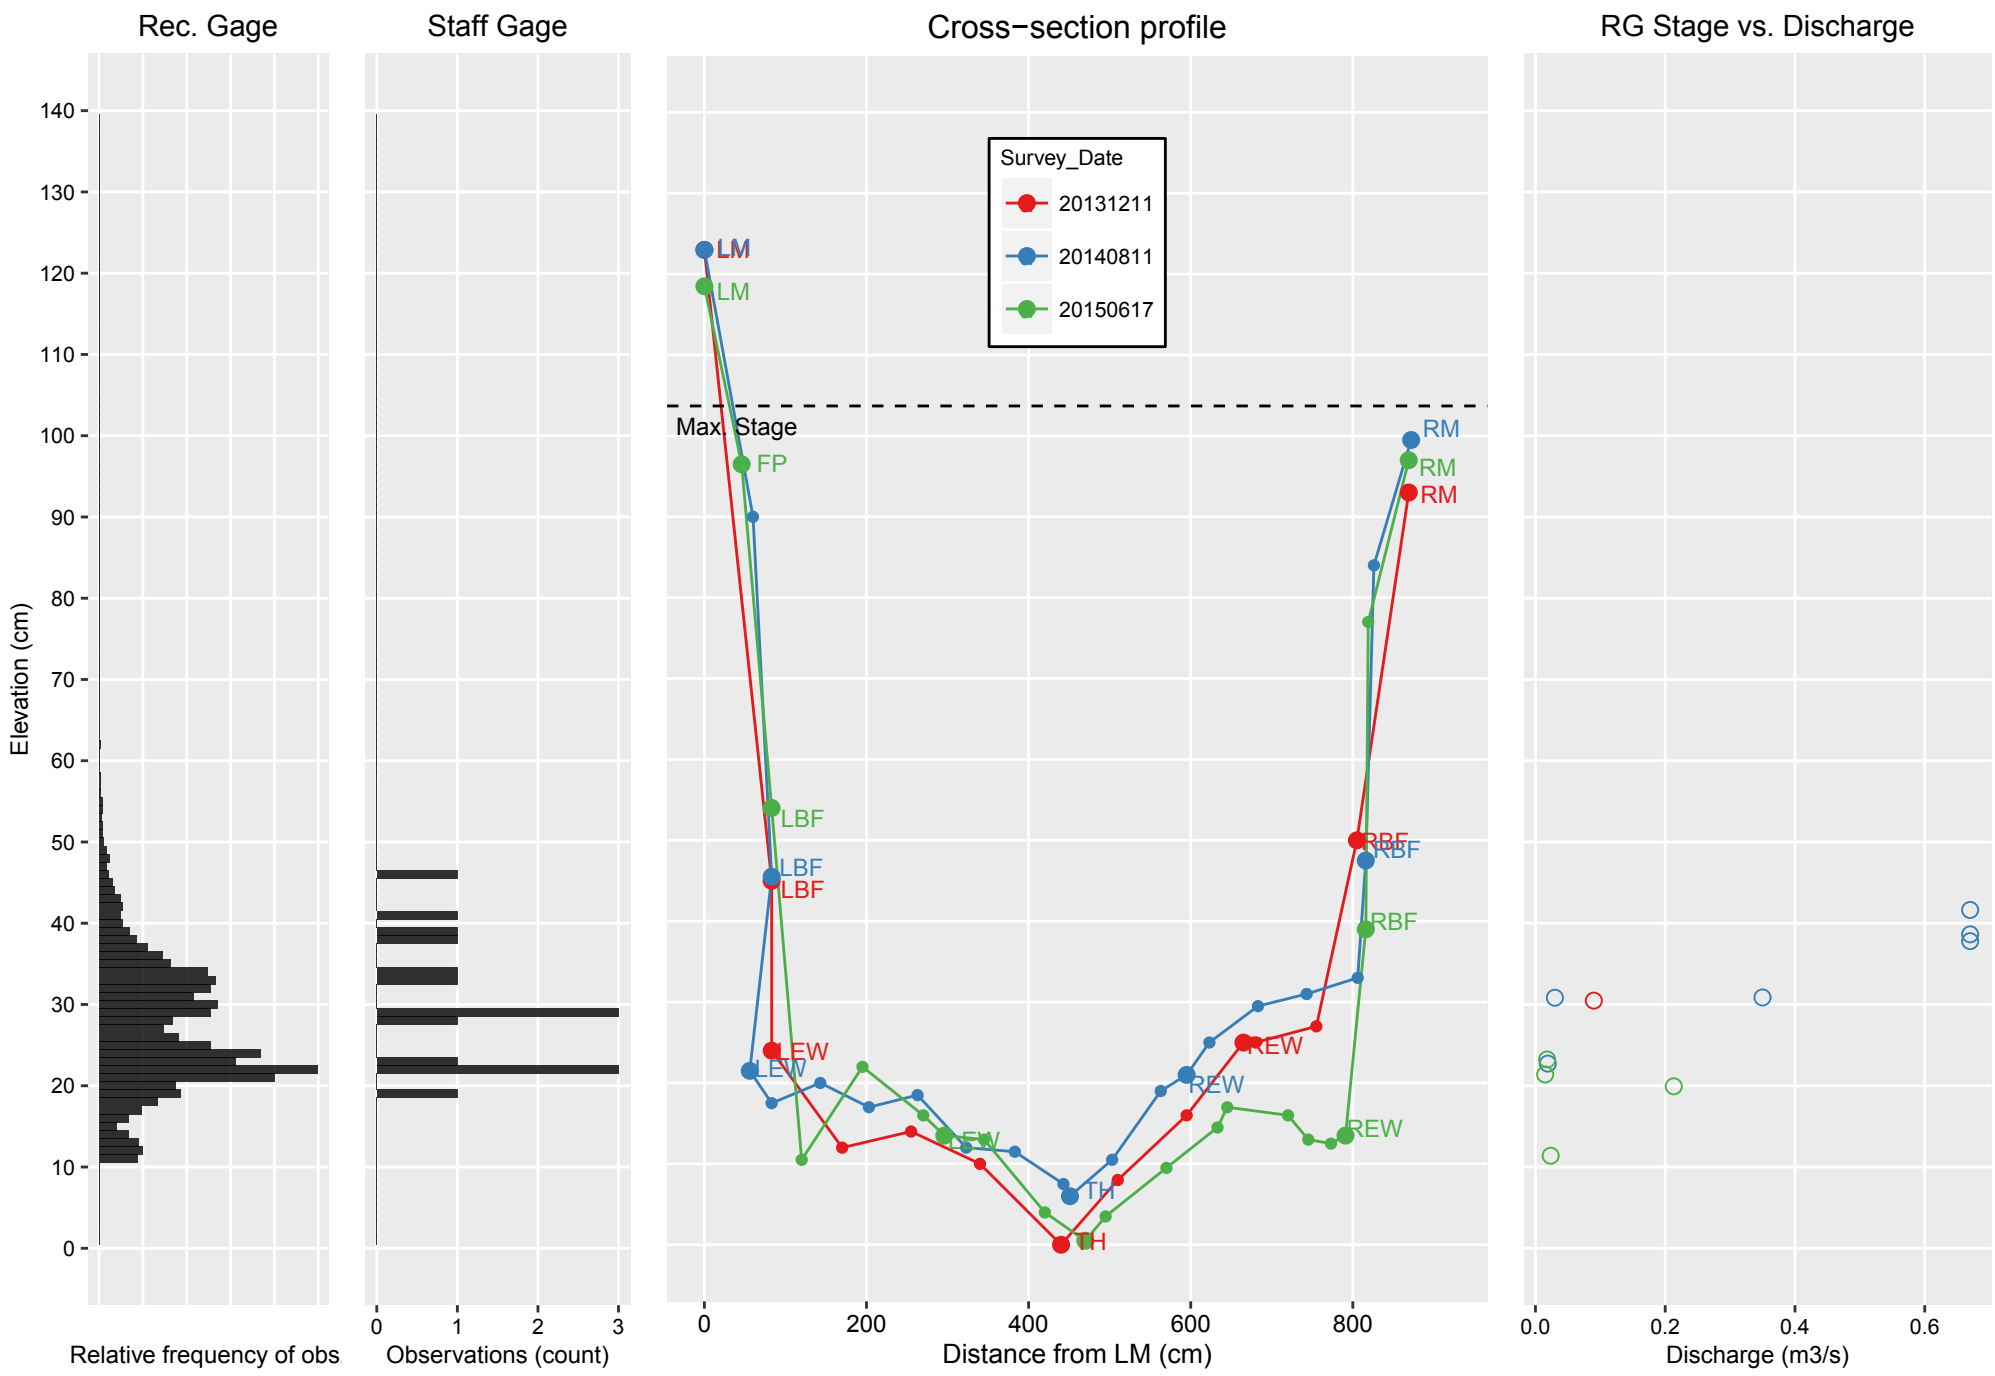 Rec. Gage
Staff Gage
Cross−section profile
RG Stage vs. Discharge
Elevation (cm)
140
130
120
110
100
90
80
70
60
50
40
30
20
10
0
Relative frequency of obs.
0 1 2 3
Observations (count)
Survey_Date
20131211
20140811
20150617
LM
LM
LM
Max. Stage
FP
RM
RM
RM
LBF
LBF
LBF
RBF
RBF
RBF
LEW
LEW
LEW
REW
REW
REW
TH
TH
0 200 400 600 800
Distance from LM (cm)
0.0 0.2 0.4 0.6
Discharge (m3/s)